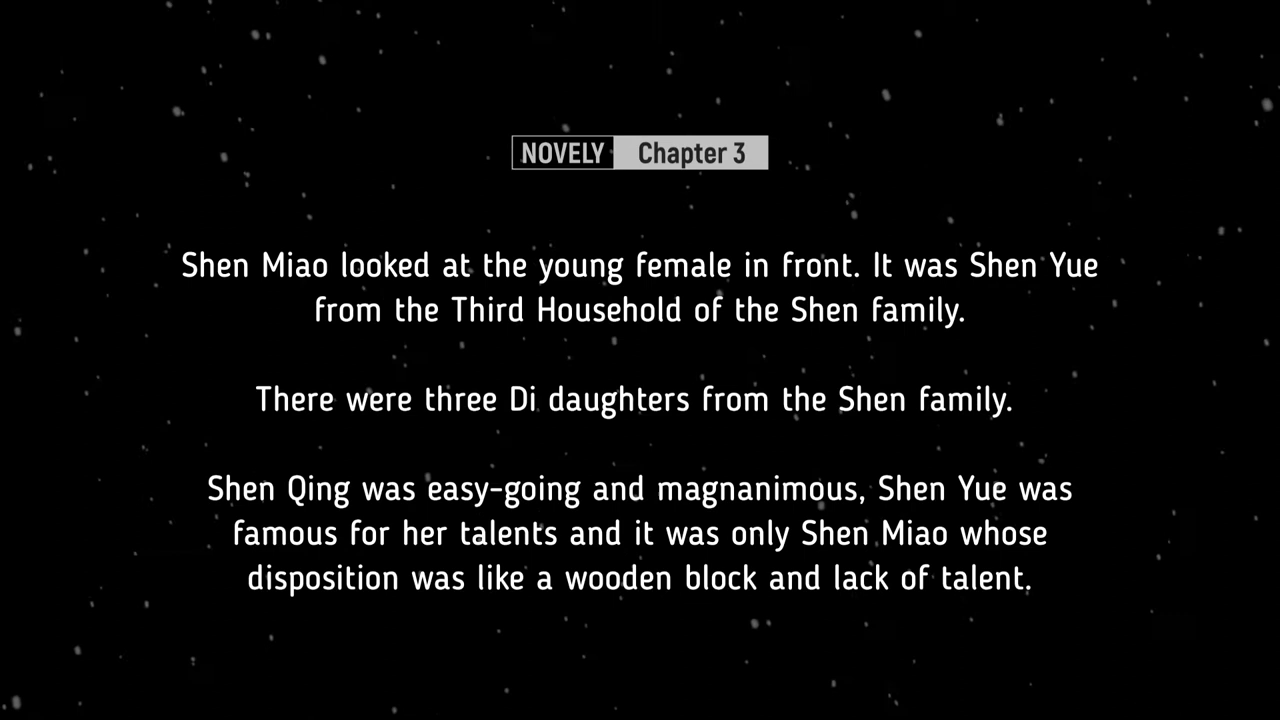 NOVELY Chapter 3
Shen Miao looked at the young female in front. It was Shen Yue
from the Third Household of the Shen family.
There were three Di daughters from the Shen family.
Shen Qing was easy-going and magnanimous, Shen Yue was
famous for her talents and it was only Shen Miao whose
disposition was like a wooden block and lack of talent.